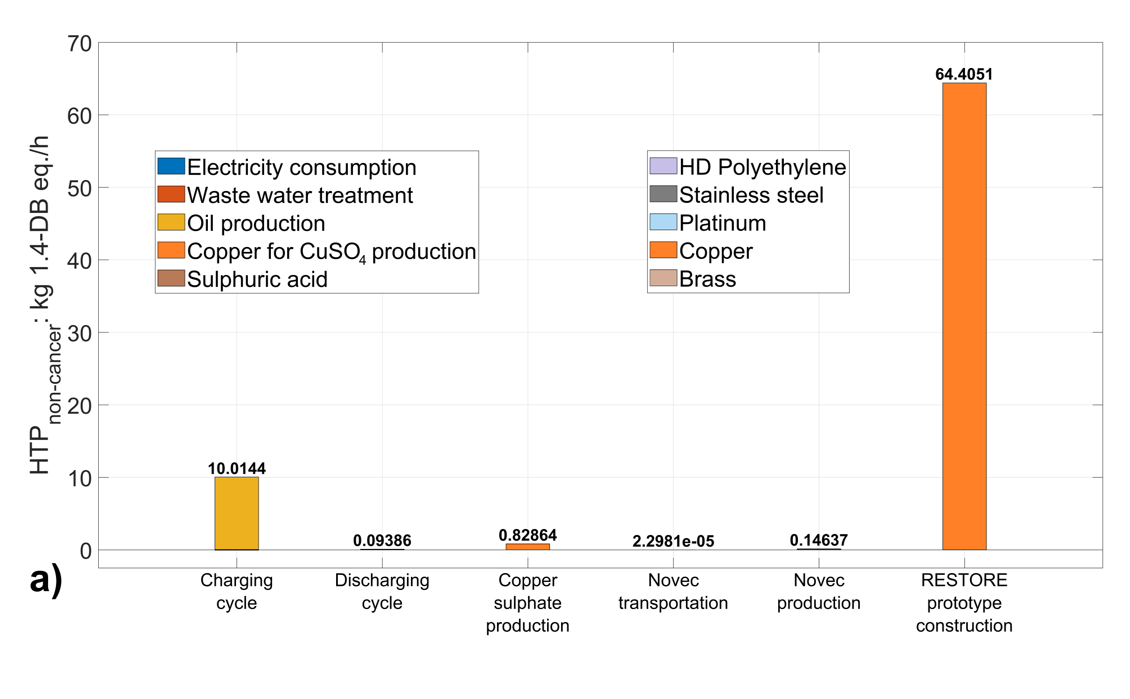 70
64.4051
60
Electricity consumption
Waste water treatment
Oil production
Copper for CuSO4 production
Sulphuric acid
HD Polyethylene
Stainless steel
Platinum
Copper
Brass
50
40
30
20
10
0
HTPnon-cancer: kg 1.4-DB eq./h
10.0144
0.09386
0.82864
2.2981e-05
0.14637
a)
Charging
cycle
Discharging
cycle
Copper
sulphate
production
Novec
transportation
Novec
production
RESTORE
prototype
construction